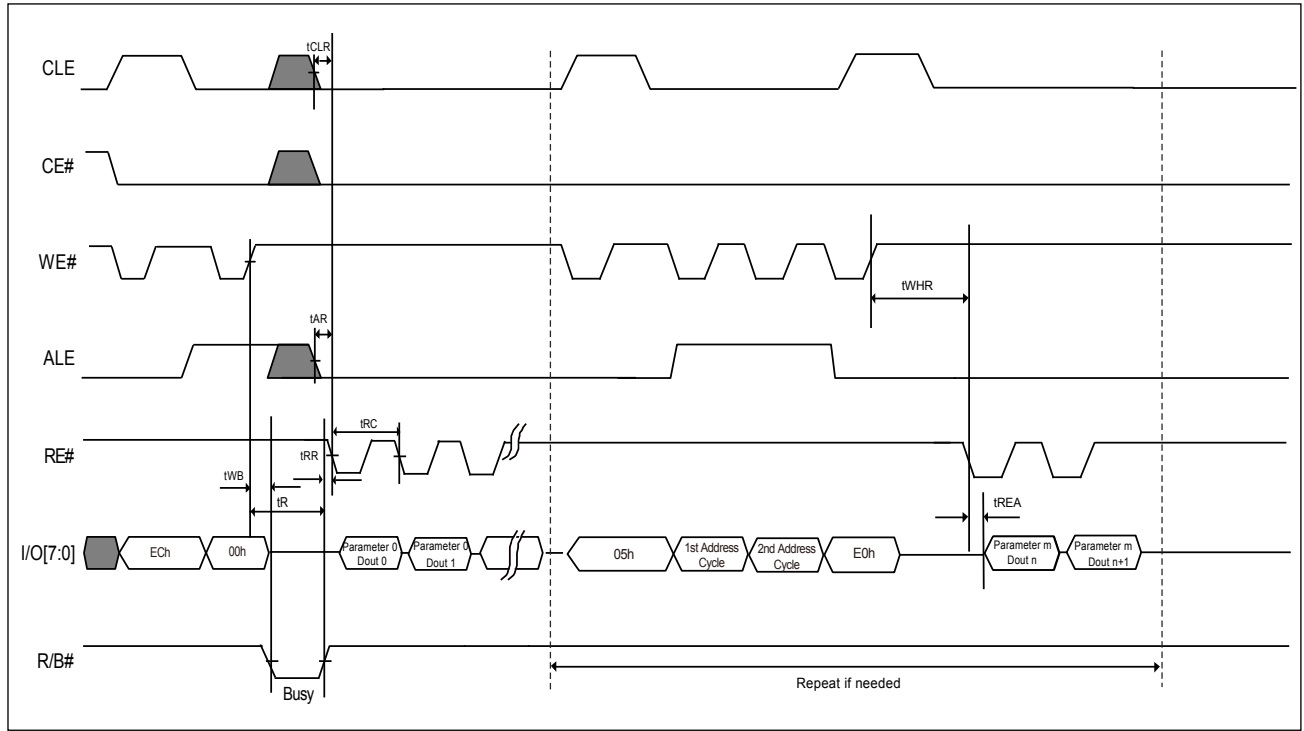 tCLR
CLE
CE#
WE#
tWHR
tAR
ALE
tRC
RE#
tRR
tWB
tR
tREA
I/O[7:0]
ECh
00h
Parameter 0
Dout 0
Parameter 0
Dout 1
05h
1st Address
Cycle
2nd Address
Cycle
E0h
Parameter m
Dout n
Parameter m
Dout n+1
R/B#
Busy
Repeat if needed